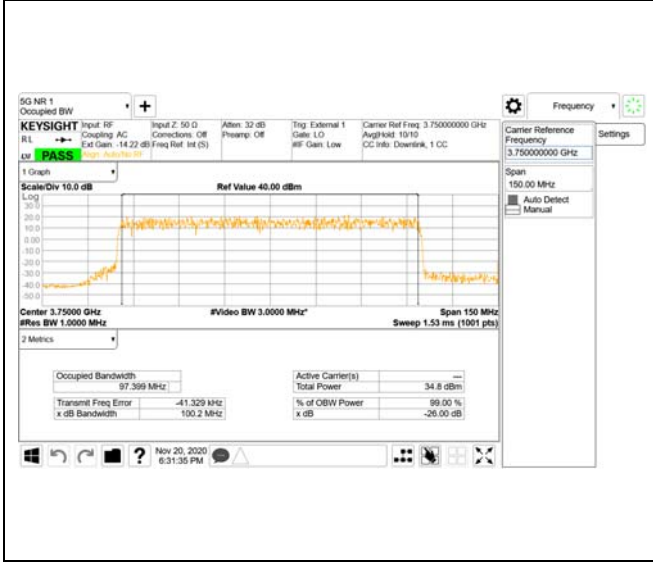 5G NR 1
Occupied BW
Frequency
KEYSIGHT Input: RF Input Z: 50 Ω Atten: 32 dB Trig: External 1 Carrier Ref Freq: 3.750000000 GHz
RL Coupling: AC Corrections: Off Preamp: Off Gate: LO Avg|Hold: 10/10
Ext Gain: -14.22 dB Freq Ref: Int (S) #IF Gain: Low CC Info: Downlink, 1 CC
PASS Align: Auto/No RF
Carrier Reference
Frequency
3.750000000 GHz
Settings
Span
150.00 MHz
Auto Detect
Manual
1 Graph
Scale/Div 10.0 dB Ref Value 40.00 dBm
Log
30.0
20.0
10.0
0.00
-10.0
-20.0
-30.0
-40.0
-50.0
Center 3.75000 GHz #Video BW 3.0000 MHz* Span 150 MHz
#Res BW 1.0000 MHz Sweep 1.53 ms (1001 pts)
2 Metrics
Occupied Bandwidth
97.399 MHz
Transmit Freq Error -41.329 kHz
x dB Bandwidth 100.2 MHz
Active Carrier(s) ---
Total Power 34.8 dBm
% of OBW Power 99.00 %
x dB -26.00 dB
? Nov 20, 2020
6:31:35 PM